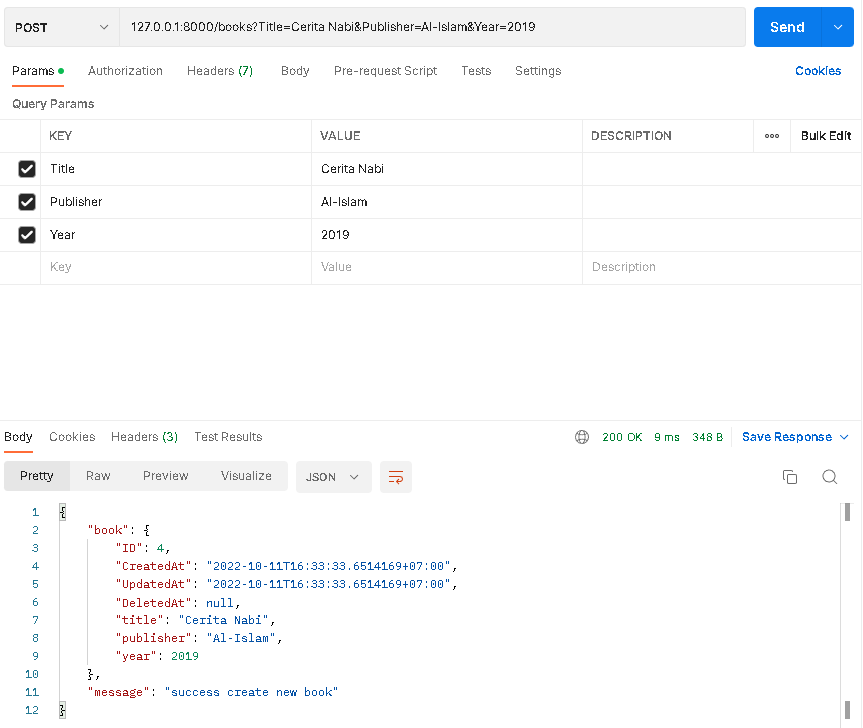 POST 127.0.0.1:8000/books?Title=Cerita Nabi&Publisher=Al-Islam&Year=2019 Send
Params Authorization Headers (7) Body Pre-request Script Tests Settings Cookies
Query Params
KEY VALUE DESCRIPTION ooo Bulk Edit
Title Cerita Nabi
Publisher Al-Islam
Year 2019
Key Value Description
Body Cookies Headers (3) Test Results 200 OK 9 ms 348 B Save Response
Pretty Raw Preview Visualize JSON
1 {
2 "book": {
3 "ID": 4,
4 "CreatedAt": "2022-10-11T16:33:33.6514169+07:00",
5 "UpdatedAt": "2022-10-11T16:33:33.6514169+07:00",
6 "DeletedAt": null,
7 "title": "Cerita Nabi",
8 "publisher": "Al-Islam",
9 "year": 2019
10 },
11 "message": "success create new book"
12 }